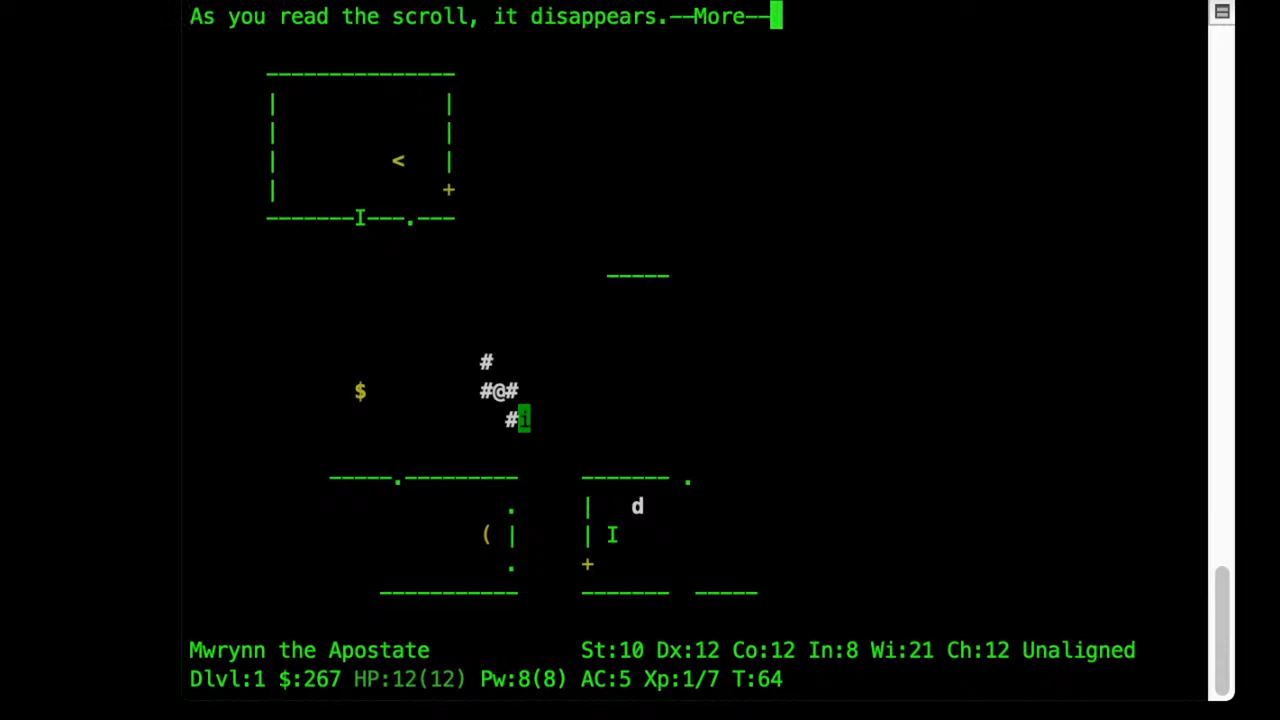 As you read the scroll, it disappears.--More--
---------------
|             |
|             |
|         <   |
|             +
-------I---.---
-----
#
$ #@#
#i
-----.--------- ------- .
. | d
( | | I
. +
----------- ------- -----
Mwrynn the Apostate St:10 Dx:12 Co:12 In:8 Wi:21 Ch:12 Unaligned
Dlvl:1 $:267 HP:12(12) Pw:8(8) AC:5 Xp:1/7 T:64